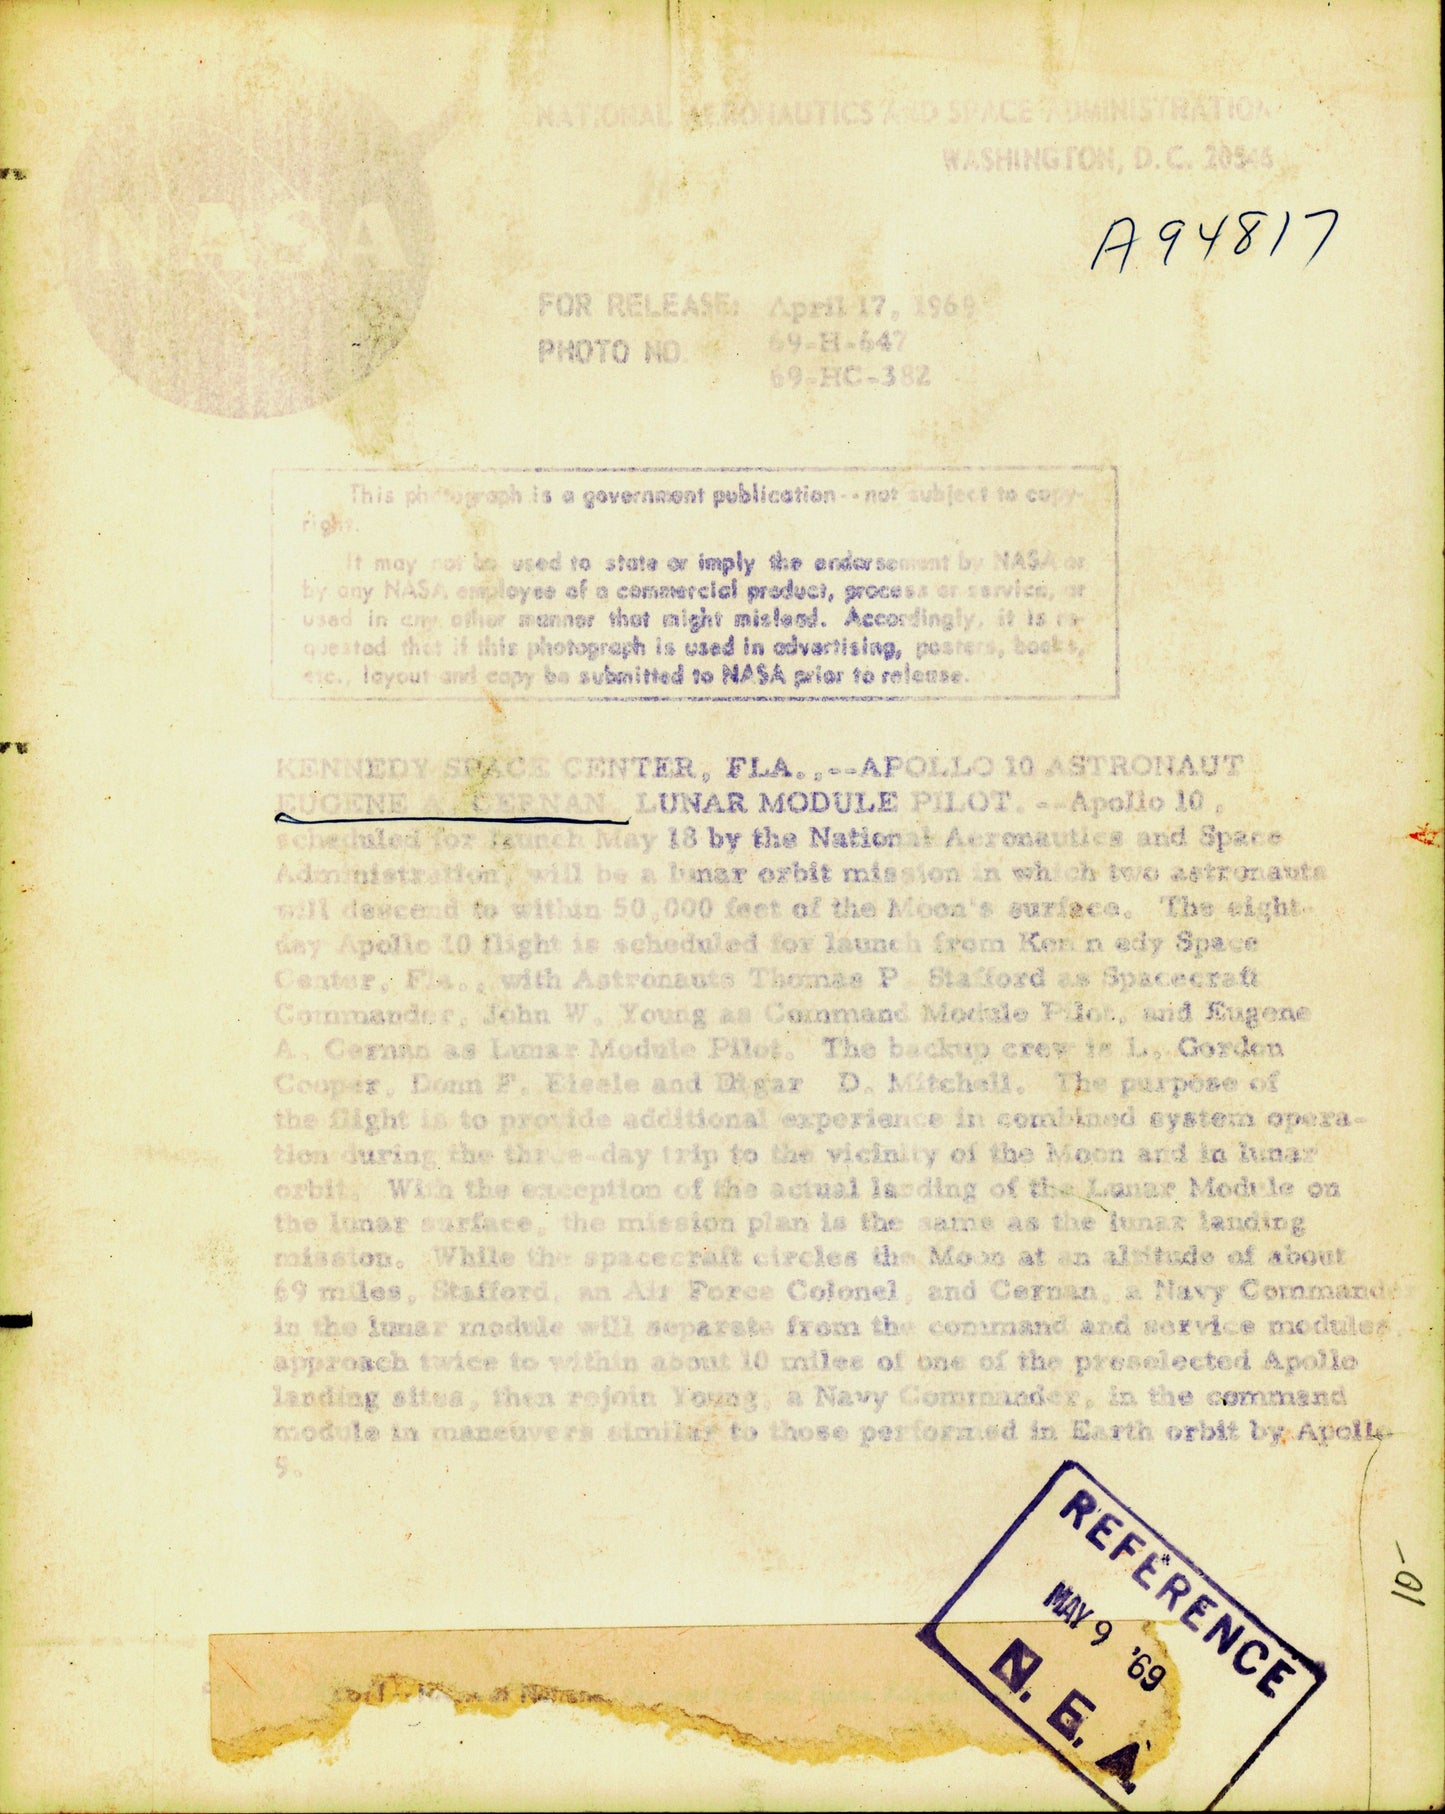 NASA
NATIONAL AERONAUTICS AND SPACE ADMINISTRATION
WASHINGTON, D.C. 20546
A94817
FOR RELEASE: April 17, 1969
PHOTO NO. 69-H-647
69-HC-382
This photograph is a government publication--not subject to copy-
right.
It may not be used to state or imply the endorsement by NASA or
by any NASA employee of a commercial product, process or service, or
used in any other manner that might mislead. Accordingly, it is re-
quested that if this photograph is used in advertising, posters, books,
etc., layout and copy be submitted to NASA prior to release.
KENNEDY SPACE CENTER, FLA.,--APOLLO 10 ASTRONAUT
EUGENE A. CERNAN, LUNAR MODULE PILOT.--Apollo 10,
scheduled for launch May 18 by the National Aeronautics and Space
Administration, will be a lunar orbit mission in which two astronauts
will descend to within 50,000 feet of the Moon's surface. The eight-
day Apollo 10 flight is scheduled for launch from Kennedy Space
Center, Fla., with Astronauts Thomas P. Stafford as Spacecraft
Commander, John W. Young as Command Module Pilot, and Eugene
A. Cernan as Lunar Module Pilot. The backup crew is L. Gordon
Cooper, Donn F. Eisele and Edgar D. Mitchell. The purpose of
the flight is to provide additional experience in combined system opera-
tion during the three-day trip to the vicinity of the Moon and in lunar
orbit. With the exception of the actual landing of the Lunar Module on
the lunar surface, the mission plan is the same as the lunar landing
mission. While the spacecraft circles the Moon at an altitude of about
69 miles, Stafford, an Air Force Colonel, and Cernan, a Navy Commander
in the lunar module will separate from the command and service modules,
approach twice to within about 10 miles of one of the preselected Apollo
landing sites, then rejoin Young, a Navy Commander, in the command
module in maneuvers similar to those performed in Earth orbit by Apollo
9.
REFERENCE
MAY 9 '69
N. E. A.
10-